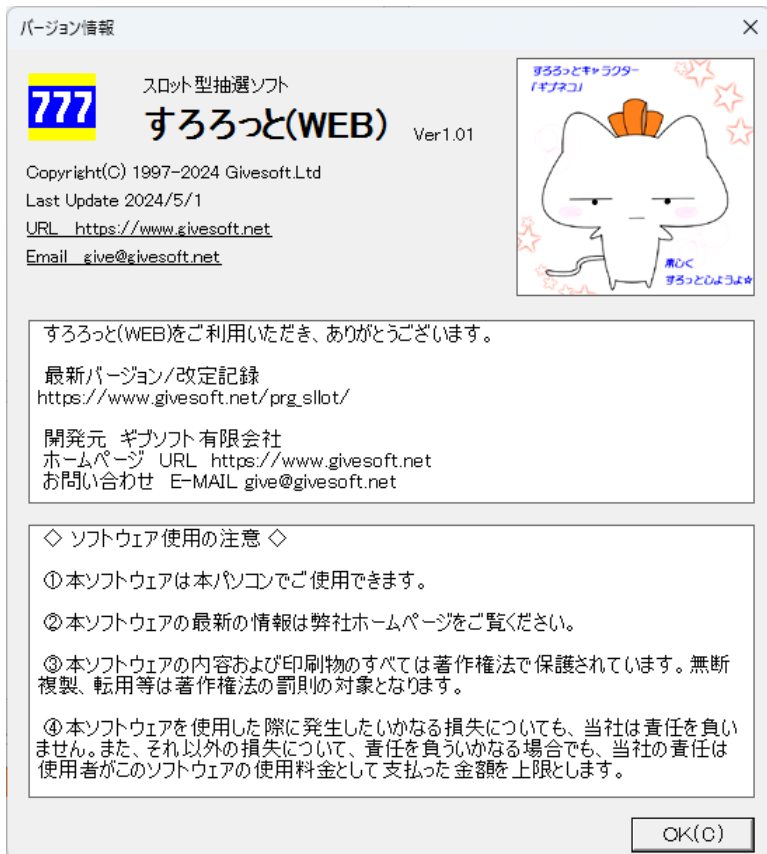 バージョン情報
777
スロット型抽選ソフト
すろろっと(WEB) Ver1.01
Copyright(C) 1997-2024 Givesoft.Ltd
Last Update 2024/5/1
URL https://www.givesoft.net
Email give@givesoft.net
すろろっとキャラクター
「ギブネコ」
楽しく
すろっとしようよ☆
すろろっと(WEB)をご利用いただき、ありがとうございます。
最新バージョン/改定記録
https://www.givesoft.net/prg_sllot/
開発元 ギブソフト有限会社
ホームページ URL https://www.givesoft.net
お問い合わせ E-MAIL give@givesoft.net
◇ ソフトウェア使用の注意 ◇
①本ソフトウェアは本パソコンでご使用できます。
②本ソフトウェアの最新の情報は弊社ホームページをご覧ください。
③本ソフトウェアの内容および印刷物のすべては著作権法で保護されています。無断
複製、転用等は著作権法の罰則の対象となります。
④本ソフトウェアを使用した際に発生したいかなる損失についても、当社は責任を負い
ません。また、それ以外の損失について、責任を負ういかなる場合でも、当社の責任は
使用者がこのソフトウェアの使用料金として支払った金額を上限とします。
OK(C)